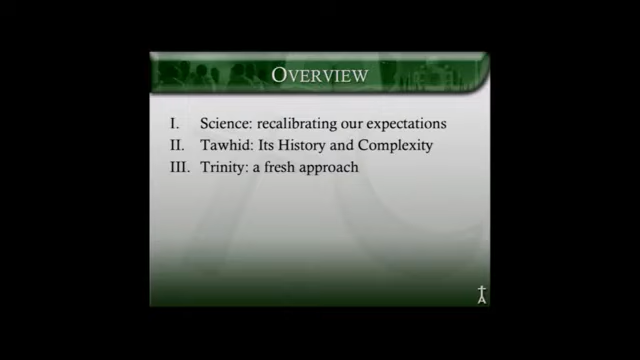 OVERVIEW
I. Science: recalibrating our expectations
II. Tawhid: Its History and Complexity
III. Trinity: a fresh approach